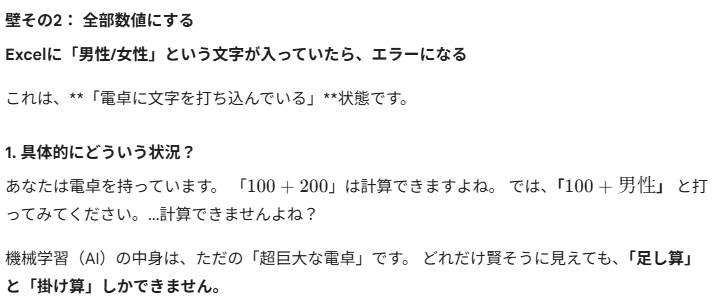 壁その2： 全部数値にする
Excelに「男性/女性」という文字が入っていたら、エラーになる
これは、**「電卓に文字を打ち込んでいる」**状態です。
1. 具体的にどういう状況？
あなたは電卓を持っています。 「100 + 200」は計算できますよね。 では、「100 + 男性」 と打
ってみてください。...計算できませんよね？
機械学習（AI）の中身は、ただの「超巨大な電卓」です。 どれだけ賢そうに見えても、「足し算」
と「掛け算」しかできません。